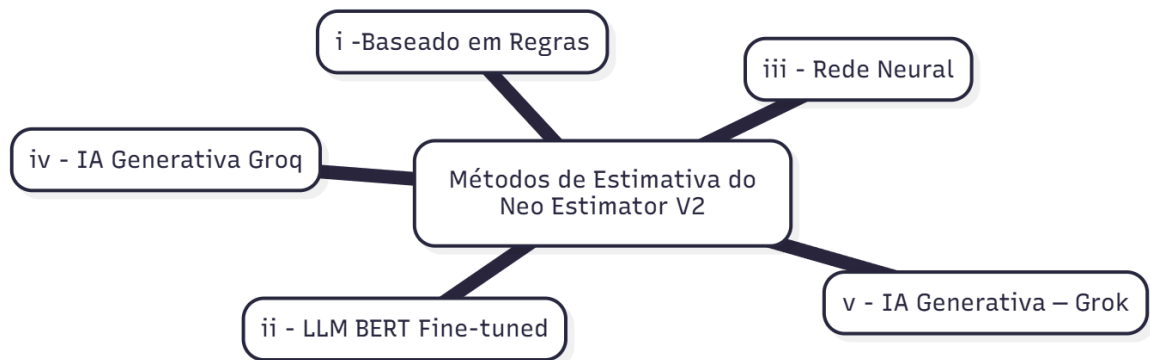 i -Baseado em Regras
iii - Rede Neural
iv - IA Generativa Groq
Métodos de Estimativa do
Neo Estimator V2
v - IA Generativa – Grok
ii - LLM BERT Fine-tuned